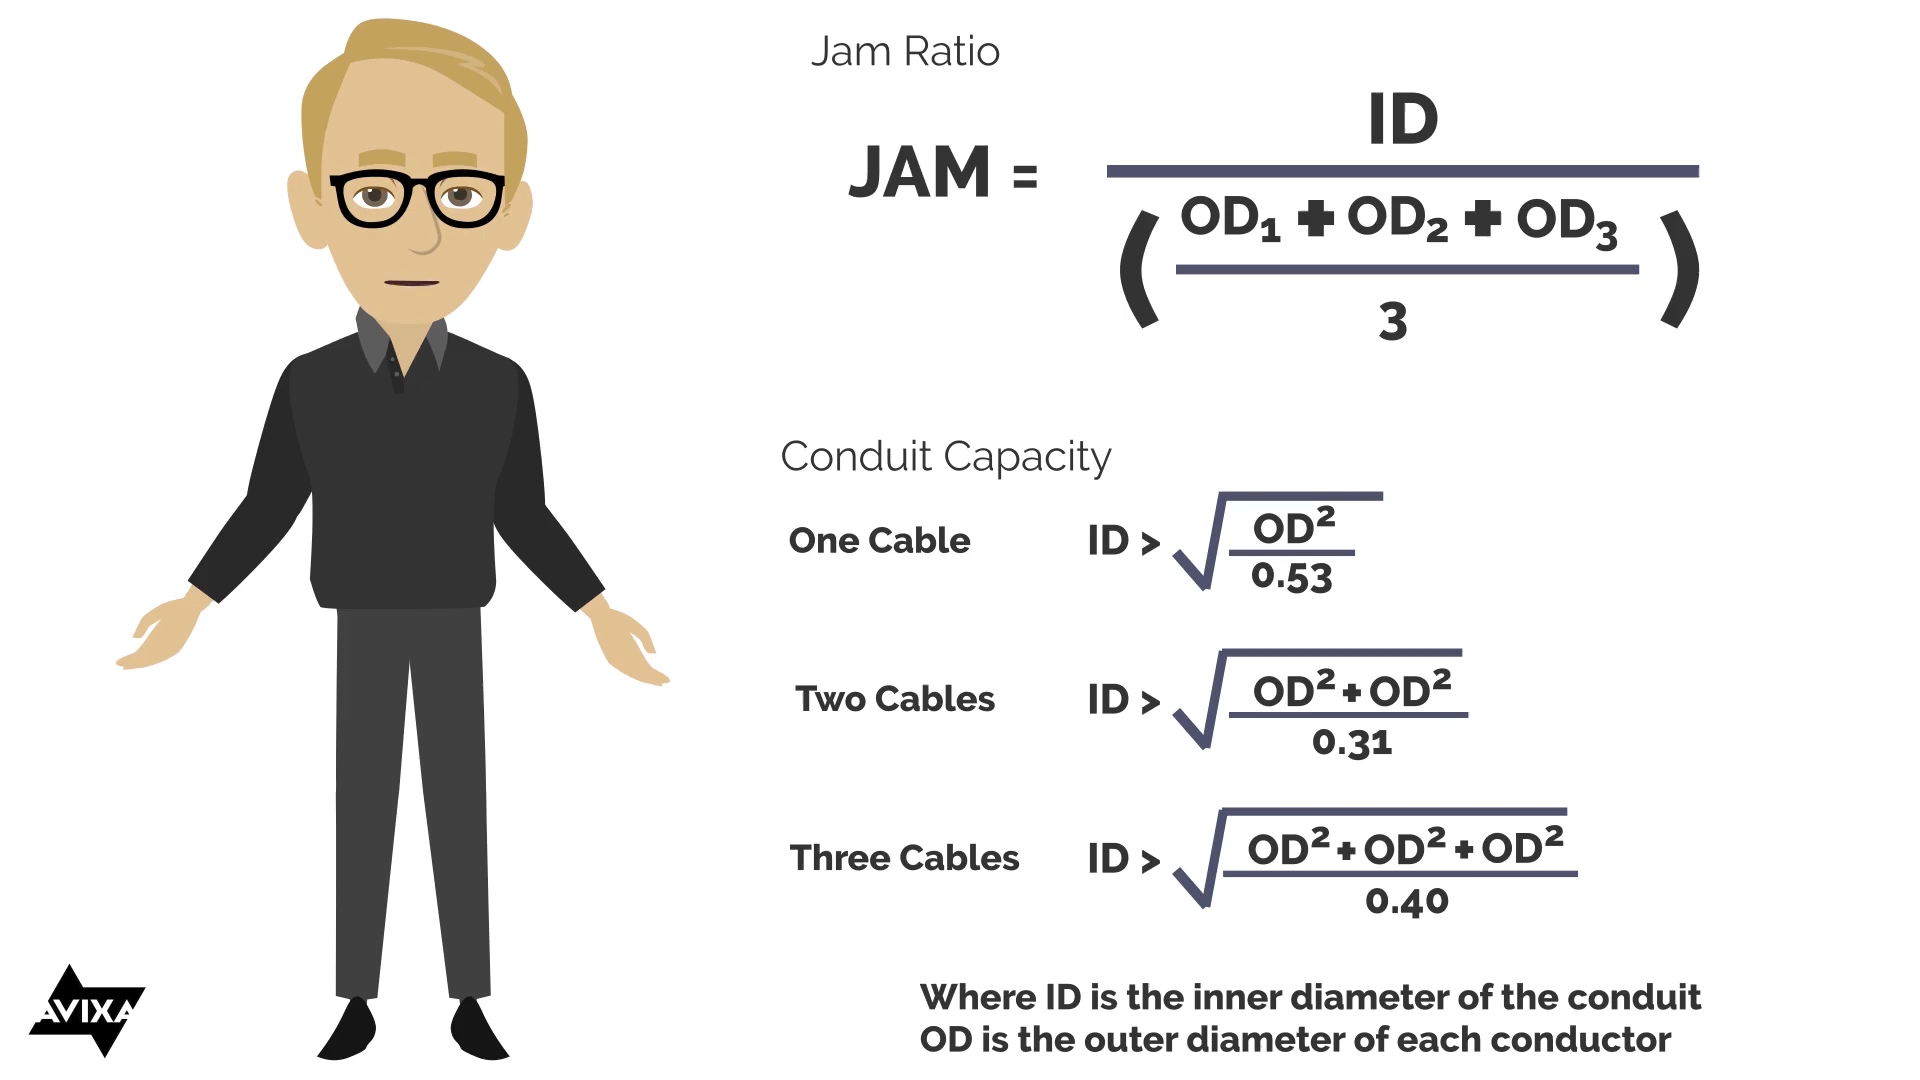 Jam Ratio
JAM = ID / ( (OD₁ + OD₂ + OD₃) / 3 )
Conduit Capacity
One Cable ID > √(OD² / 0.53)
Two Cables ID > √((OD² + OD²) / 0.31)
Three Cables ID > √((OD² + OD² + OD²) / 0.40)
Where ID is the inner diameter of the conduit
OD is the outer diameter of each conductor
AVIXA